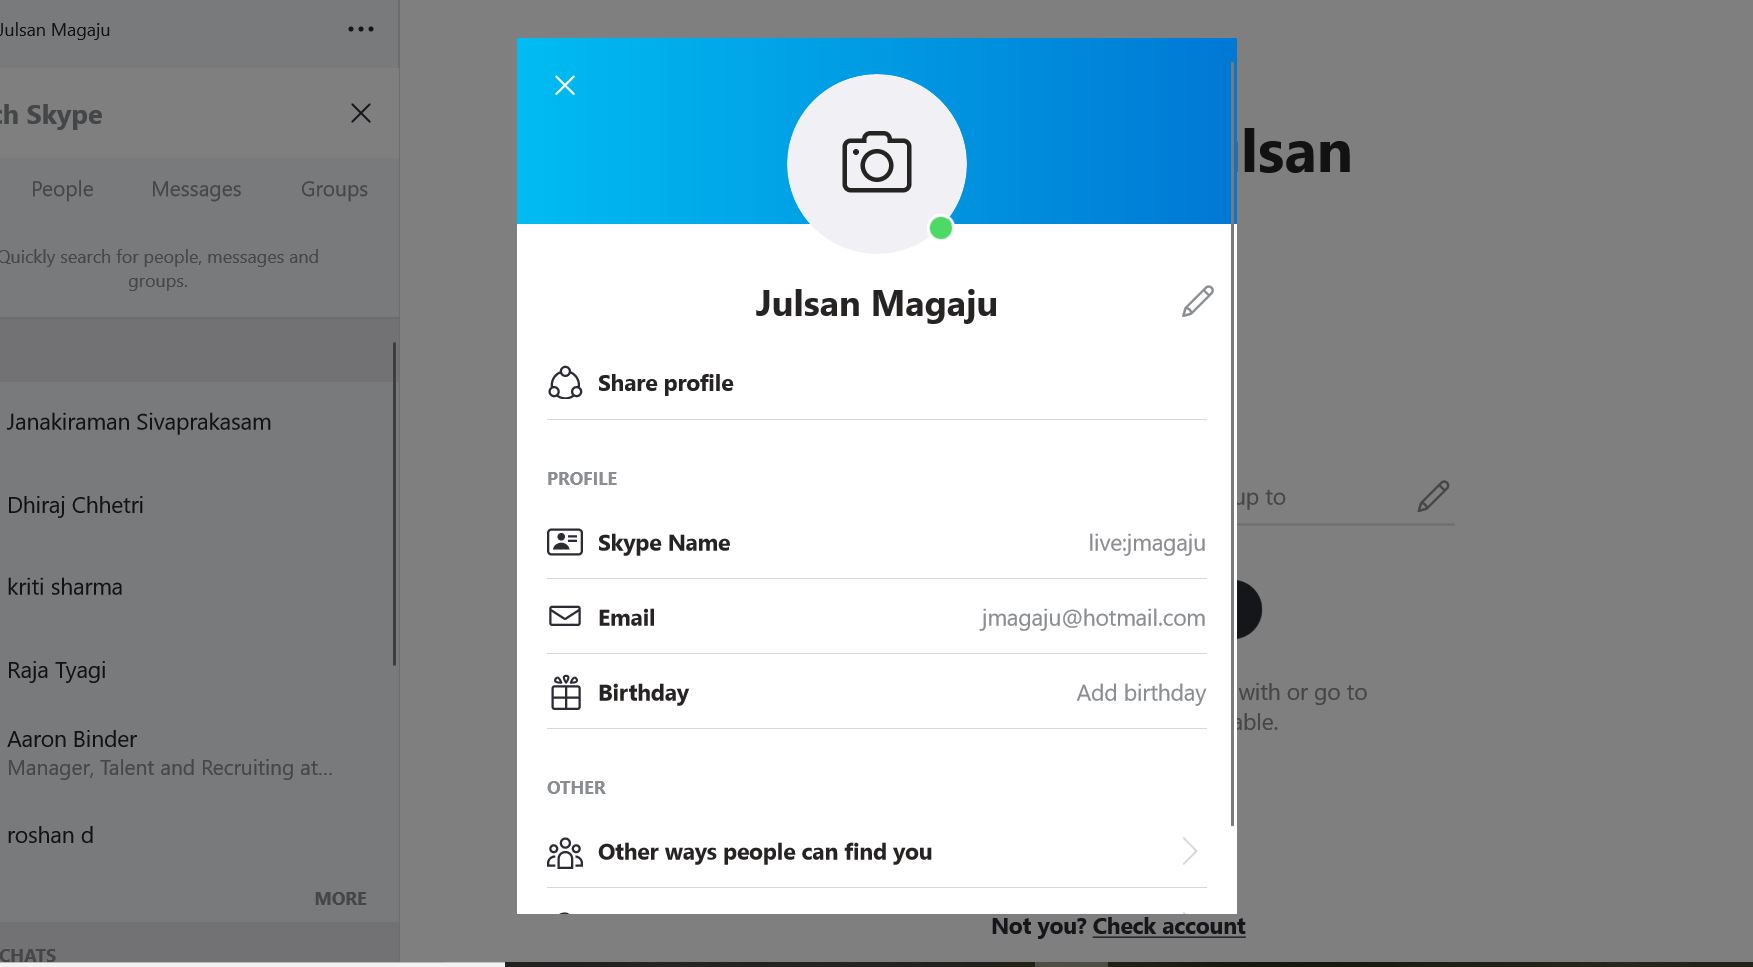 Julsan Magaju
ch Skype
People Messages Groups
Quickly search for people, messages and
groups.
Janakiraman Sivaprakasam
Dhiraj Chhetri
kriti sharma
Raja Tyagi
Aaron Binder
Manager, Talent and Recruiting at...
roshan d
MORE
CHATS
Julsan Magaju
Share profile
PROFILE
Skype Name live:jmagaju
Email jmagaju@hotmail.com
Birthday Add birthday
OTHER
Other ways people can find you
ulsan
up to
with or go to
able.
Not you? Check account